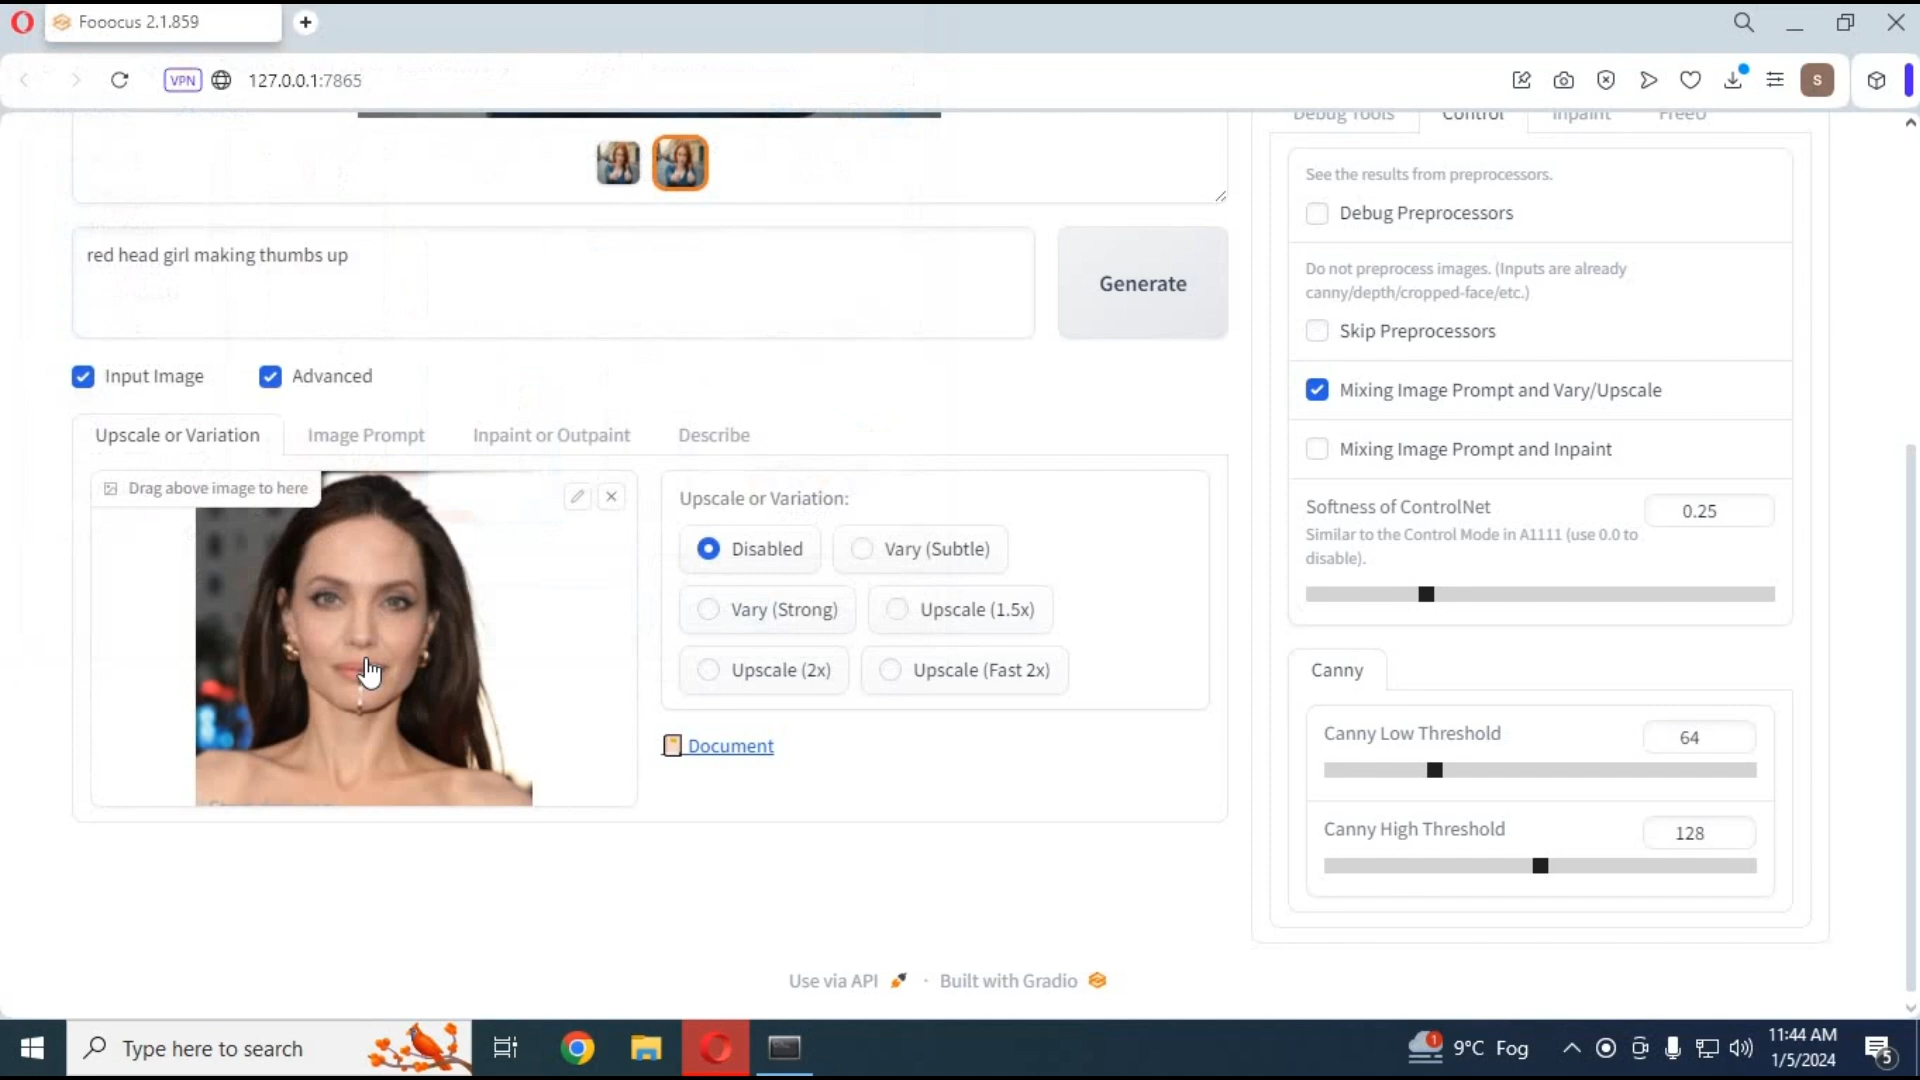 Fooocus 2.1.859
VPN
127.0.0.1:7865
S
Debug Tools
Control
Inpaint
FreeU
See the results from preprocessors.
Debug Preprocessors
red head girl making thumbs up
Generate
Do not preprocess images. (Inputs are already
canny/depth/cropped-face/etc.)
Skip Preprocessors
Input Image
Advanced
Mixing Image Prompt and Vary/Upscale
Upscale or Variation
Image Prompt
Inpaint or Outpaint
Describe
Mixing Image Prompt and Inpaint
Drag above image to here
Upscale or Variation:
Disabled
Vary (Subtle)
Vary (Strong)
Upscale (1.5x)
Upscale (2x)
Upscale (Fast 2x)
Document
Softness of ControlNet
0.25
Similar to the Control Mode in A1111 (use 0.0 to
disable).
Canny
Canny Low Threshold
64
Canny High Threshold
128
Use via API
· Built with Gradio
Type here to search
1
9°C Fog
11:44 AM
1/5/2024
5